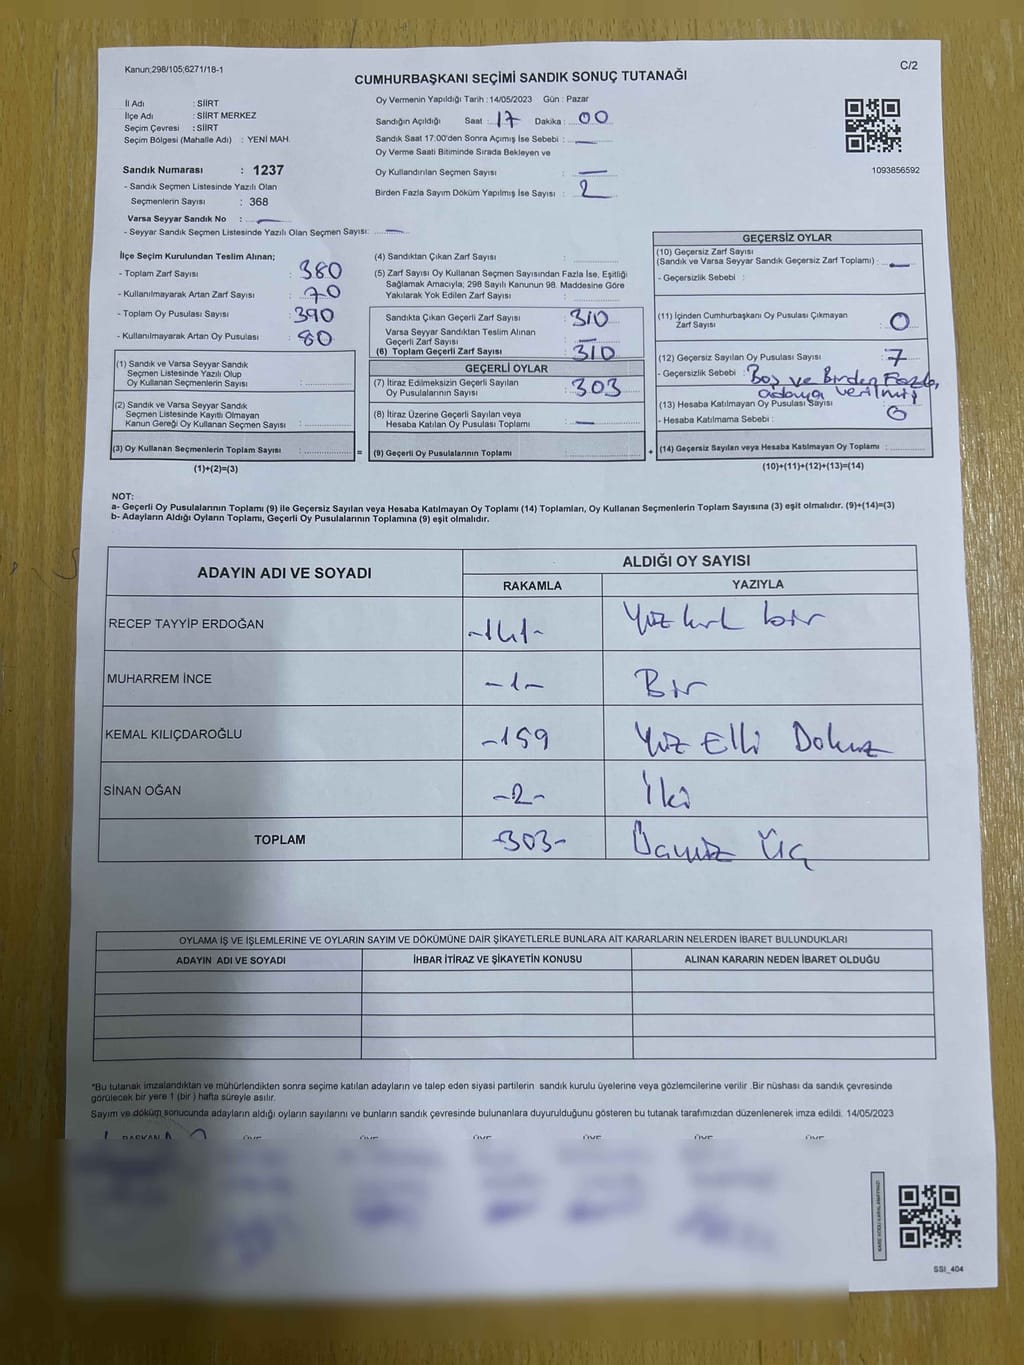 Kanun;298/105;6271/18-1
C/2
CUMHURBAŞKANI SEÇİMİ SANDIK SONUÇ TUTANAĞI
İl Adı : SİİRT
İlçe Adı : SİİRT MERKEZ
Seçim Çevresi : SİİRT
Seçim Bölgesi (Mahalle Adı) : YENİ MAH.
Sandık Numarası : 1237
- Sandık Seçmen Listesinde Yazılı Olan
Seçmenlerin Sayısı : 368
Varsa Seyyar Sandık No : —
- Seyyar Sandık Seçmen Listesinde Yazılı Olan Seçmen Sayısı: —
Oy Vermenin Yapıldığı Tarih : 14/05/2023 Gün : Pazar
Sandığın Açıldığı Saat : 17 Dakika : 00
Sandık Saat 17:00'den Sonra Açımış İse Sebebi : —
Oy Verme Saati Bitiminde Sırada Bekleyen ve
Oy Kullandırılan Seçmen Sayısı : —
Birden Fazla Sayım Döküm Yapılmış İse Sayısı : 2
1093856592
İlçe Seçim Kurulundan Teslim Alınan;
- Toplam Zarf Sayısı : 380
- Kullanılmayarak Artan Zarf Sayısı : 70
- Toplam Oy Pusulası Sayısı : 390
- Kullanılmayarak Artan Oy Pusulası : 80
(1) Sandık ve Varsa Seyyar Sandık
Seçmen Listesinde Yazılı Olup
Oy Kullanan Seçmenlerin Sayısı :
(2) Sandık ve Varsa Seyyar Sandık
Seçmen Listesinde Kayıtlı Olmayan
Kanun Gereği Oy Kullanan Seçmen Sayısı :
(3) Oy Kullanan Seçmenlerin Toplam Sayısı : =
(1)+(2)=(3)
(4) Sandıktan Çıkan Zarf Sayısı :
(5) Zarf Sayısı Oy Kullanan Seçmen Sayısından Fazla İse, Eşitliği
Sağlamak Amacıyla; 298 Sayılı Kanunun 98. Maddesine Göre
Yakılarak Yok Edilen Zarf Sayısı :
Sandıkta Çıkan Geçerli Zarf Sayısı : 310
Varsa Seyyar Sandıktan Teslim Alınan
Geçerli Zarf Sayısı : —
(6) Toplam Geçerli Zarf Sayısı : 310
GEÇERLİ OYLAR
(7) İtiraz Edilmeksizin Geçerli Sayılan
Oy Pusulalarının Sayısı : 303
(8) İtiraz Üzerine Geçerli Sayılan veya
Hesaba Katılan Oy Pusulası Toplamı : —
(9) Geçerli Oy Pusulalarının Toplamı : +
GEÇERSİZ OYLAR
(10) Geçersiz Zarf Sayısı
(Sandık ve Varsa Seyyar Sandık Geçersiz Zarf Toplamı) : —
- Geçersizlik Sebebi :
(11) İçinden Cumhurbaşkanı Oy Pusulası Çıkmayan
Zarf Sayısı : 0
(12) Geçersiz Sayılan Oy Pusulası Sayısı : 7
- Geçersizlik Sebebi : Boş ve Birden Fazla
adaya verilmiş
(13) Hesaba Katılmayan Oy Pusulası Sayısı : 0
- Hesaba Katılmama Sebebi :
(14) Geçersiz Sayılan veya Hesaba Katılmayan Oy Toplamı :
(10)+(11)+(12)+(13)=(14)
NOT:
a- Geçerli Oy Pusulalarının Toplamı (9) ile Geçersiz Sayılan veya Hesaba Katılmayan Oy Toplamı (14) Toplamları, Oy Kullanan Seçmenlerin Toplam Sayısına (3) eşit olmalıdır. (9)+(14)=(3)
b- Adayların Aldığı Oyların Toplamı, Geçerli Oy Pusulalarının Toplamına (9) eşit olmalıdır.
ADAYIN ADI VE SOYADI
ALDIĞI OY SAYISI
RAKAMLA YAZIYLA
RECEP TAYYİP ERDOĞAN -141- Yüz kırk bir
MUHARREM İNCE -1- Bir
KEMAL KILIÇDAROĞLU -159 Yüz Elli Dokuz
SİNAN OĞAN -2- İki
TOPLAM -303- Üçyüz Üç
OYLAMA İŞ VE İŞLEMLERİNE VE OYLARIN SAYIM VE DÖKÜMÜNE DAİR ŞİKAYETLERLE BUNLARA AİT KARARLARIN NELERDEN İBARET BULUNDUKLARI
ADAYIN ADI VE SOYADI İHBAR İTİRAZ VE ŞİKAYETİN KONUSU ALINAN KARARIN NEDEN İBARET OLDUĞU
*Bu tutanak imzalandıktan ve mühürlendikten sonra seçime katılan adayların ve talep eden siyasi partilerin sandık kurulu üyelerine veya gözlemcilerine verilir .Bir nüshası da sandık çevresinde
görülecek bir yere 1 (bir ) hafta süreyle asılır.
Sayım ve döküm sonucunda adayların aldığı oyların sayılarını ve bunların sandık çevresinde bulunanlara duyurulduğunu gösteren bu tutanak tarafımızdan düzenlenerek imza edildi. 14/05/2023
BAŞKAN ÜYE ÜYE ÜYE ÜYE ÜYE ÜYE
SSI_404